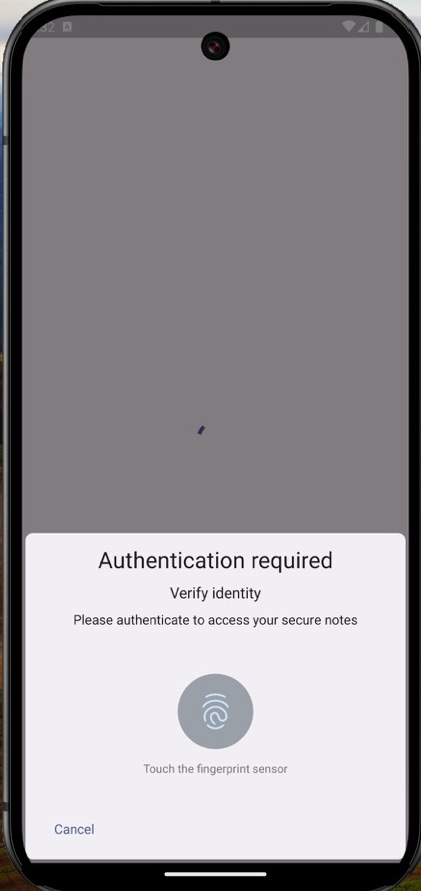 Authentication required
Verify identity
Please authenticate to access your secure notes
Touch the fingerprint sensor
Cancel